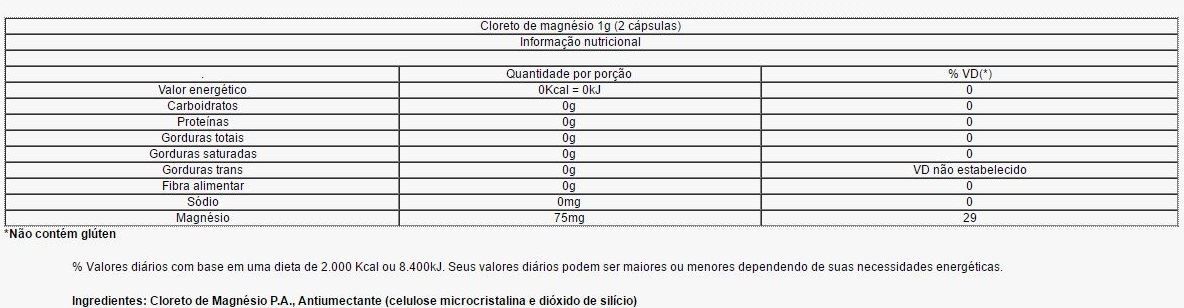 Cloreto de magnésio 1g (2 cápsulas)
Informação nutricional
. Quantidade por porção % VD(*)
Valor energético 0Kcal = 0kJ 0
Carboidratos 0g 0
Proteínas 0g 0
Gorduras totais 0g 0
Gorduras saturadas 0g 0
Gorduras trans 0g VD não estabelecido
Fibra alimentar 0g 0
Sódio 0mg 0
Magnésio 75mg 29
*Não contém glúten
% Valores diários com base em uma dieta de 2.000 Kcal ou 8.400kJ. Seus valores diários podem ser maiores ou menores dependendo de suas necessidades energéticas.
Ingredientes: Cloreto de Magnésio P.A., Antiumectante (celulose microcristalina e dióxido de silício)